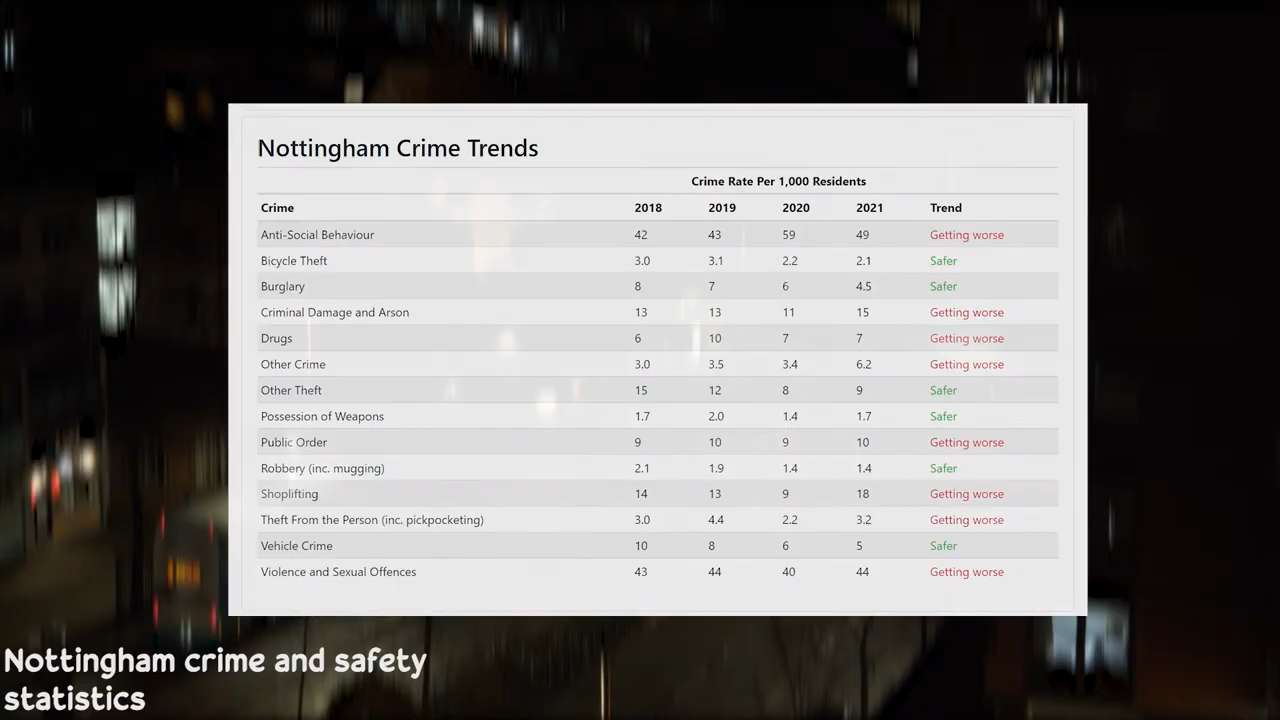 Nottingham Crime Trends
Crime Rate Per 1,000 Residents
Crime 2018 2019 2020 2021 Trend
Anti-Social Behaviour 42 43 59 49 Getting worse
Bicycle Theft 3.0 3.1 2.2 2.1 Safer
Burglary 8 7 6 4.5 Safer
Criminal Damage and Arson 13 13 11 15 Getting worse
Drugs 6 10 7 7 Getting worse
Other Crime 3.0 3.5 3.4 6.2 Getting worse
Other Theft 15 12 8 9 Safer
Possession of Weapons 1.7 2.0 1.4 1.7 Safer
Public Order 9 10 9 10 Getting worse
Robbery (inc. mugging) 2.1 1.9 1.4 1.4 Safer
Shoplifting 14 13 9 18 Getting worse
Theft From the Person (inc. pickpocketing) 3.0 4.4 2.2 3.2 Getting worse
Vehicle Crime 10 8 6 5 Safer
Violence and Sexual Offences 43 44 40 44 Getting worse
Nottingham crime and safety
statistics